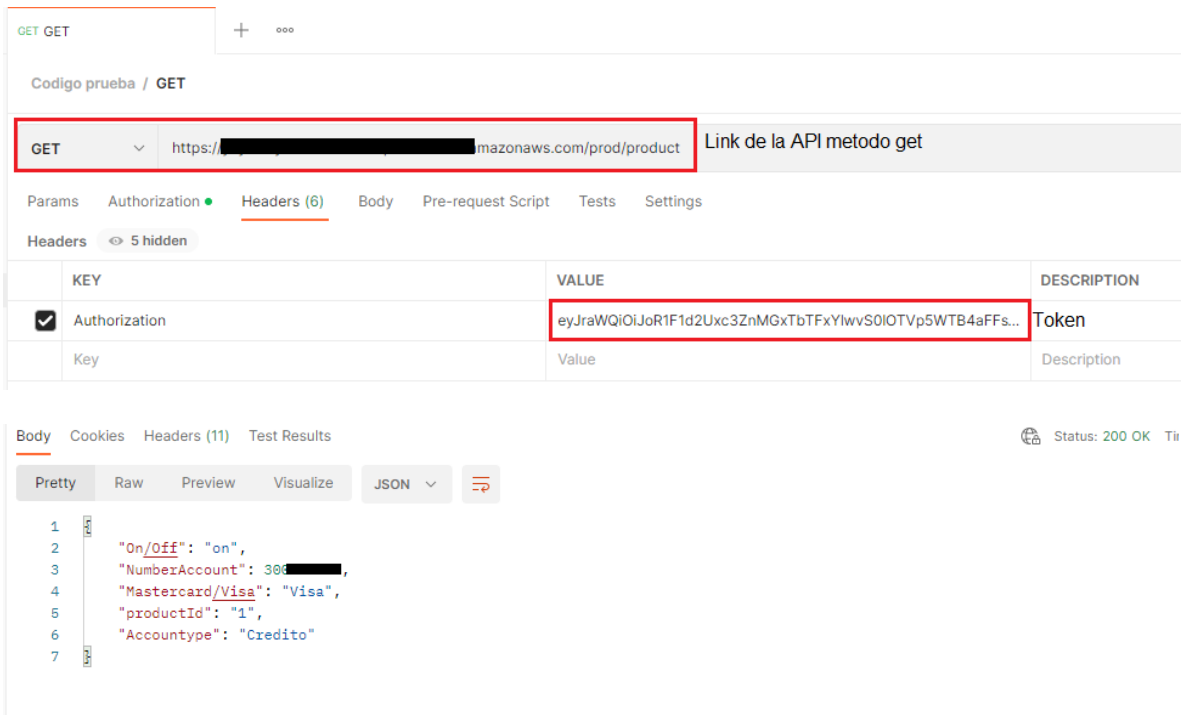 GET GET
Codigo prueba / GET
GET https:// mazonaws.com/prod/product Link de la API metodo get
Params Authorization Headers (6) Body Pre-request Script Tests Settings
Headers 5 hidden
KEY VALUE DESCRIPTION
Authorization eyJraWQiOiJoR1F1d2Uxc3ZnMGxTbTFxYlwvS0lOTVp5WTB4aFFs... Token
Key Value Description
Body Cookies Headers (11) Test Results Status: 200 OK
Pretty Raw Preview Visualize JSON
1 {
2 "On/Off": "on",
3 "NumberAccount": 300 ,
4 "Mastercard/Visa": "Visa",
5 "productId": "1",
6 "Accountype": "Credito"
7 }